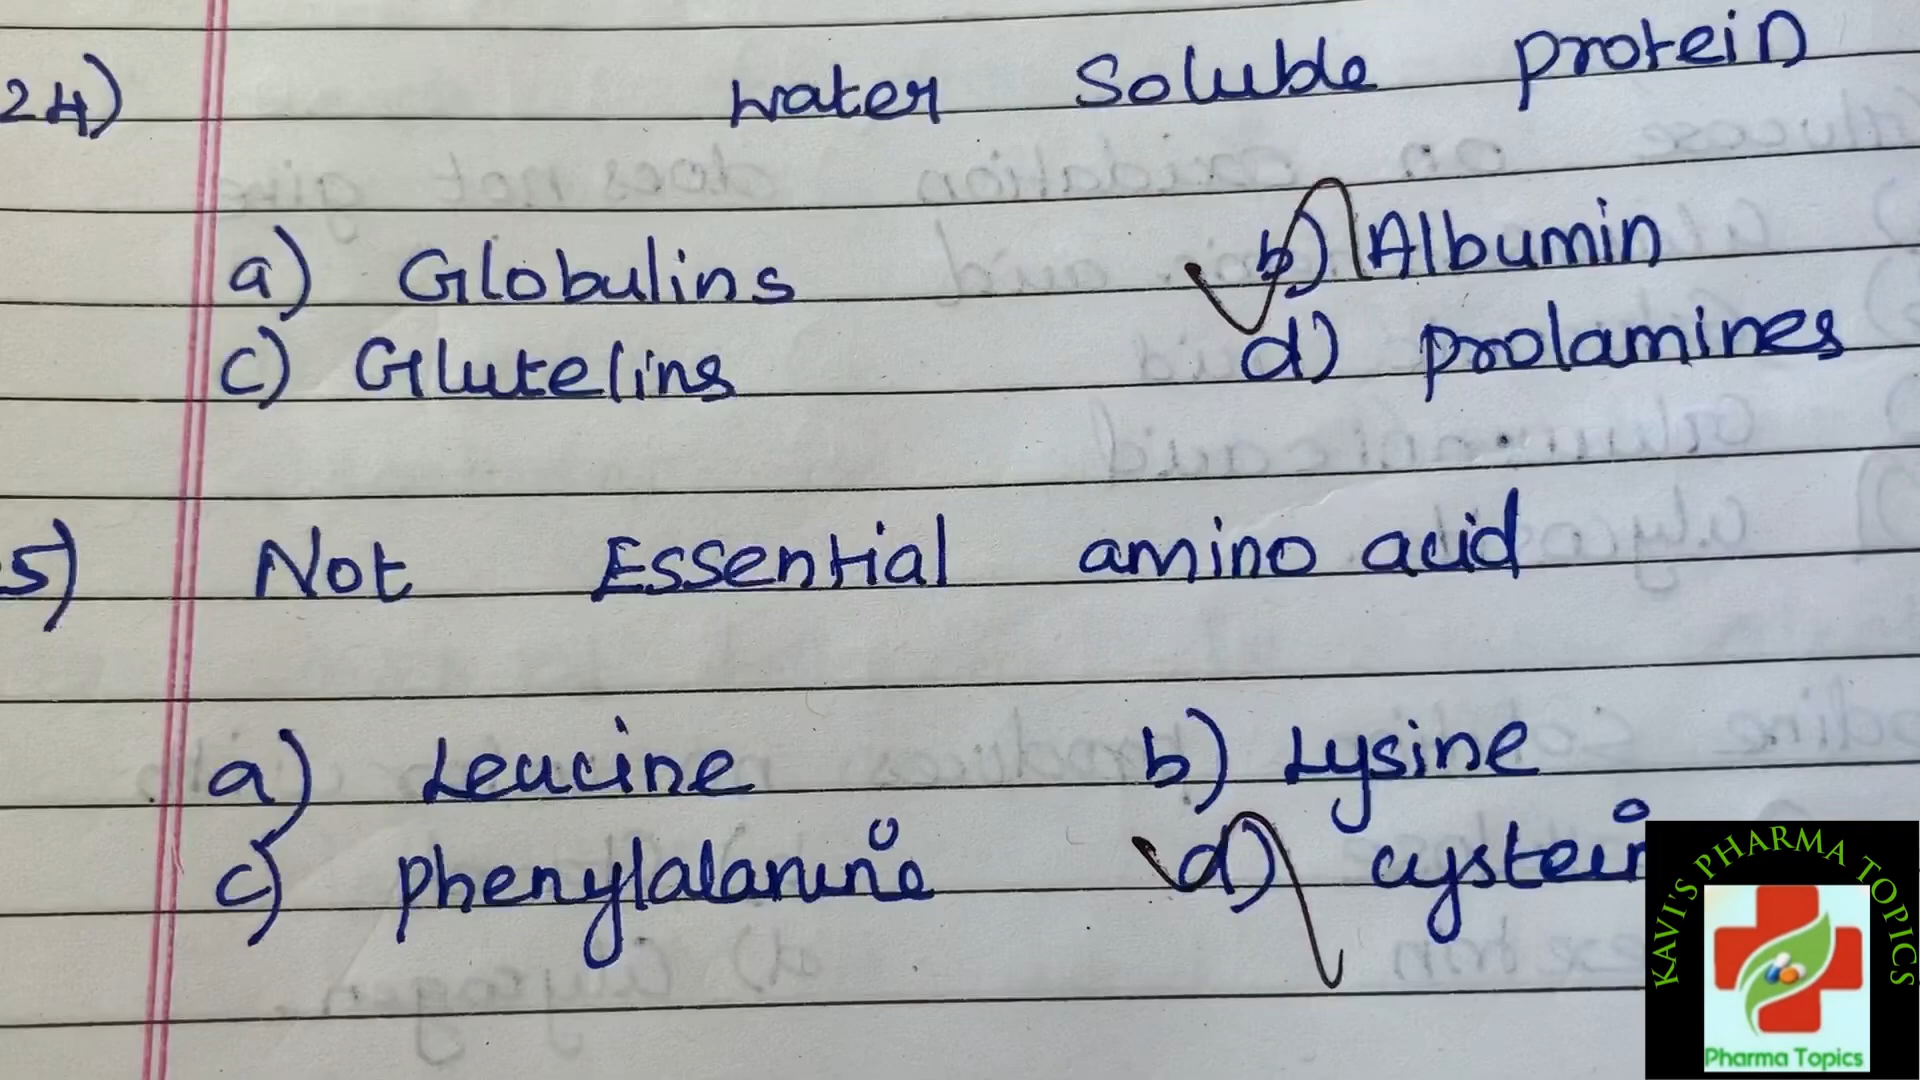 24) water Soluble protein
a) Globulins b) Albumin
c) Glutelins d) prolamines
5) Not Essential amino acid
a) Leucine b) Lysine
c) phenylalanine d) cystein
KAVI'S PHARMA TOPICS
Pharma Topics